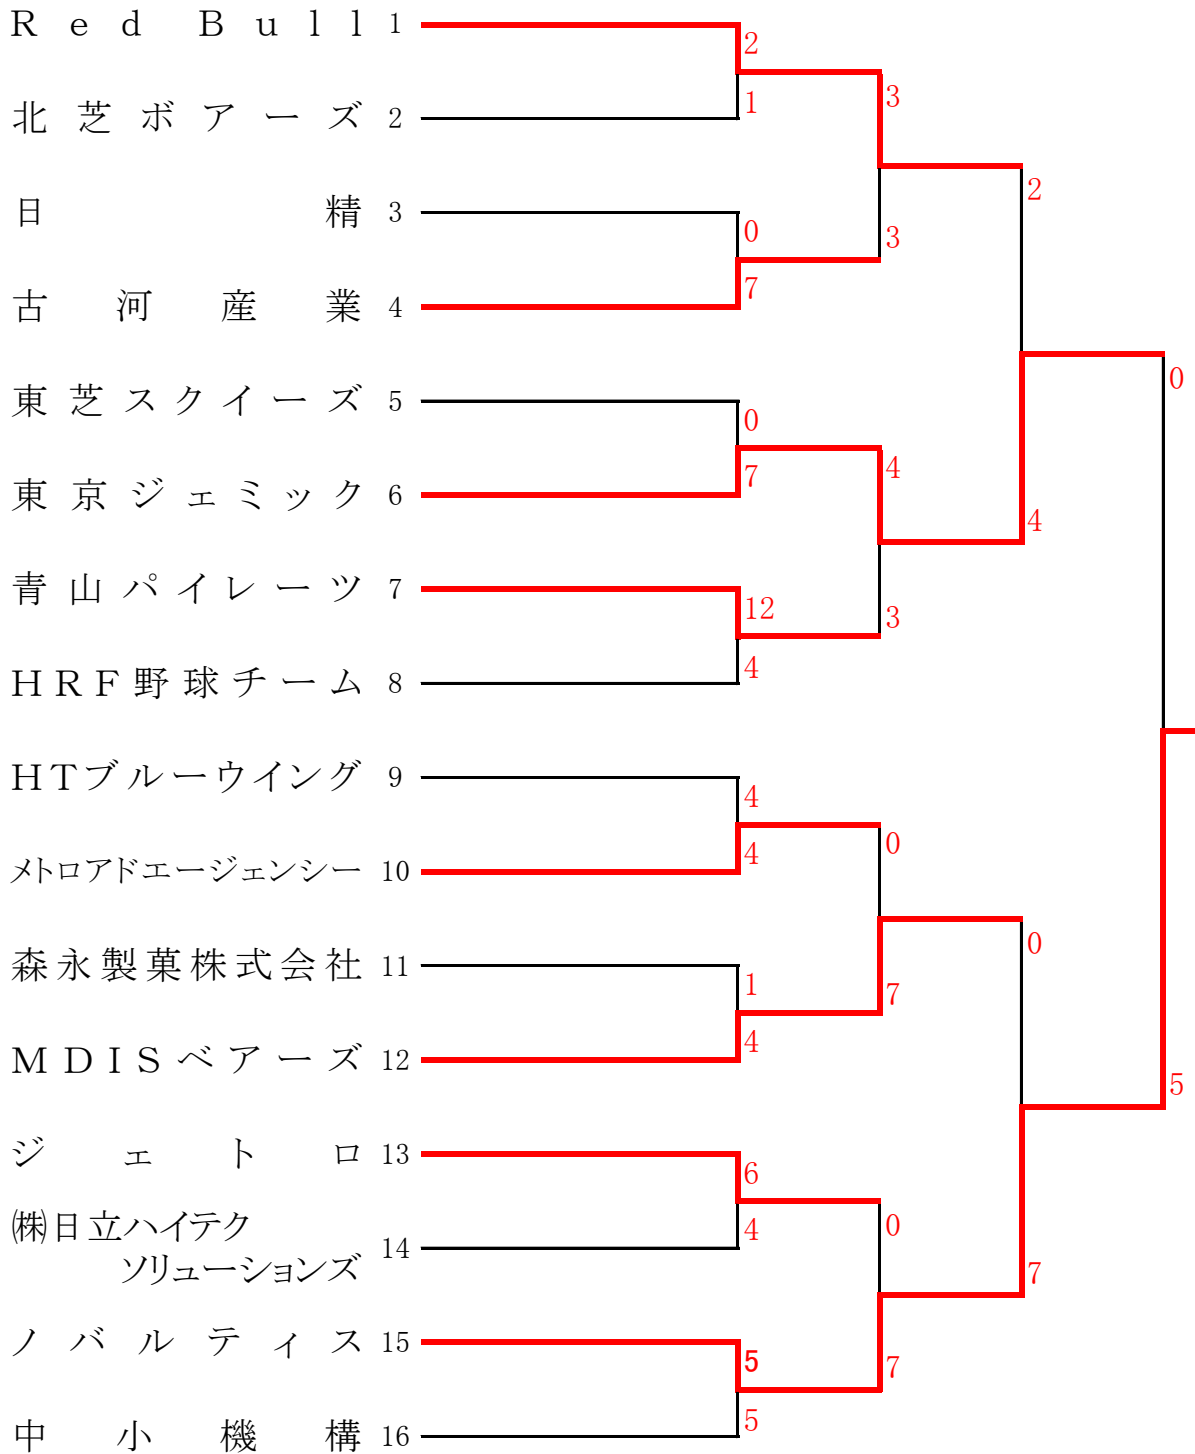 Red Bull 1
2
3
北芝ボアーズ 2
1
2
日精 3
0
3
古河産業 4
7
0
東芝スクイーズ 5
0
4
東京ジェミック 6
7
4
青山パイレーツ 7
12
3
HRF野球チーム 8
4
HTブルーウイング 9
4
0
メトロアドエージェンシー 10
4
0
森永製菓株式会社 11
1
7
MDISベアーズ 12
4
5
ジェトロ 13
6
0
㈱日立ハイテク
ソリューションズ 14
4
7
ノバルティス 15
5
7
中小機構 16
5